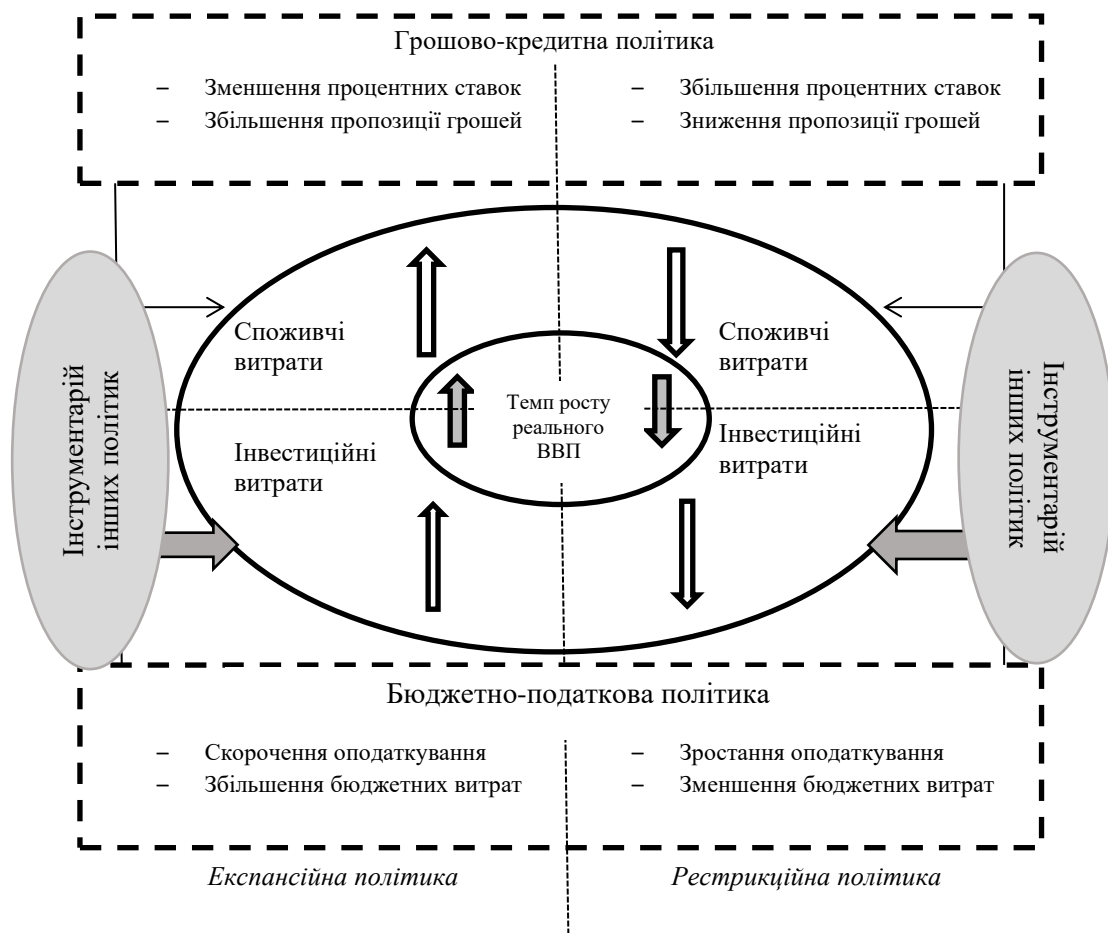 Грошово-кредитна політика
− Зменшення процентних ставок
− Збільшення пропозиції грошей
− Збільшення процентних ставок
− Зниження пропозиції грошей
Споживчі
витрати
Споживчі
витрати
Інструментарій
інших політик
Темп росту
реального
ВВП
Інструментарій
інших політик
Інвестиційні
витрати
Інвестиційні
витрати
Бюджетно-податкова політика
− Скорочення оподаткування
− Збільшення бюджетних витрат
− Зростання оподаткування
− Зменшення бюджетних витрат
Експансійна політика
Рестрикційна політика